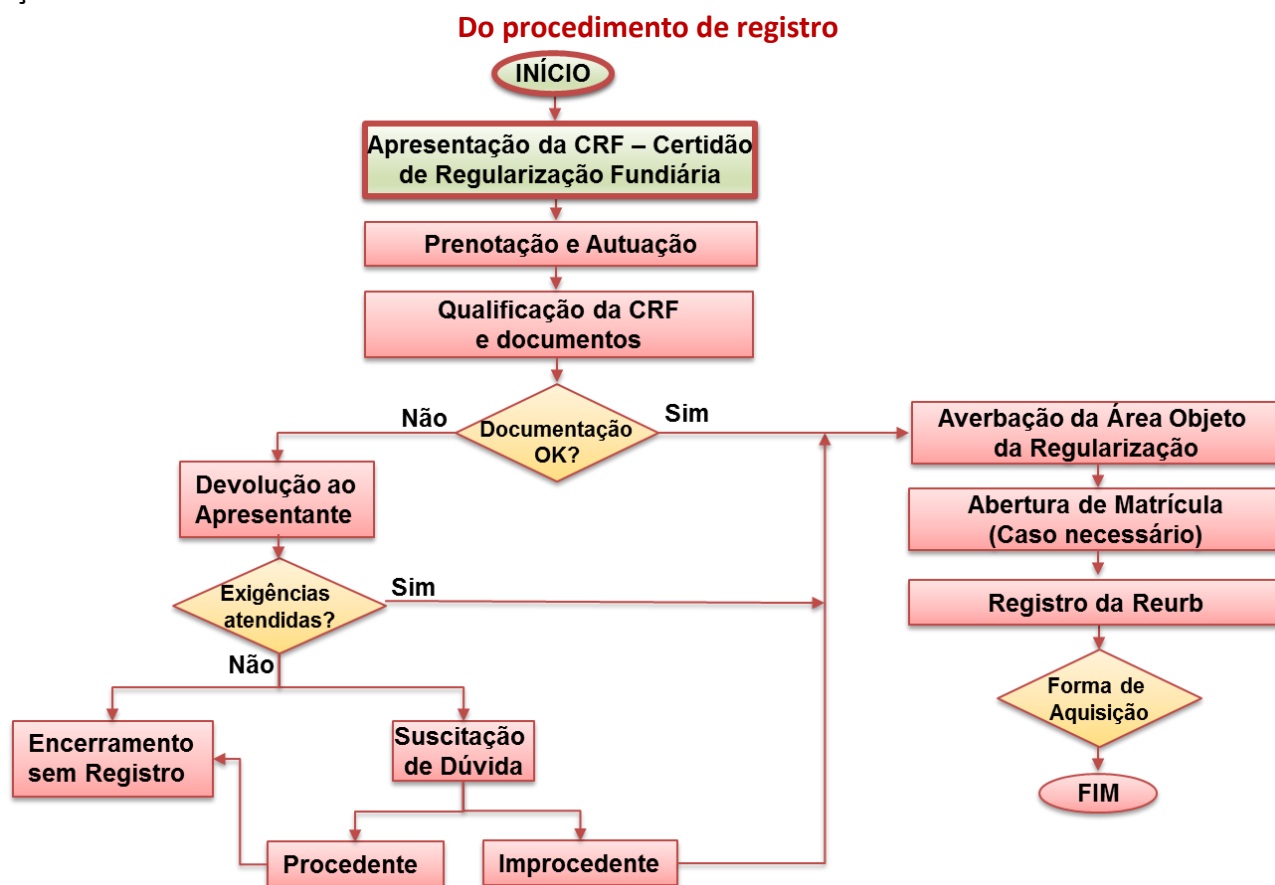 Do procedimento de registro
INÍCIO
Apresentação da CRF – Certidão
de Regularização Fundiária
Prenotação e Autuação
Qualificação da CRF
e documentos
Não
Documentação
OK?
Sim
Averbação da Área Objeto
da Regularização
Devolução ao
Apresentante
Abertura de Matrícula
(Caso necessário)
Exigências
atendidas?
Sim
Registro da Reurb
Não
Forma de
Aquisição
Encerramento
sem Registro
Suscitação
de Dúvida
FIM
Procedente
Improcedente